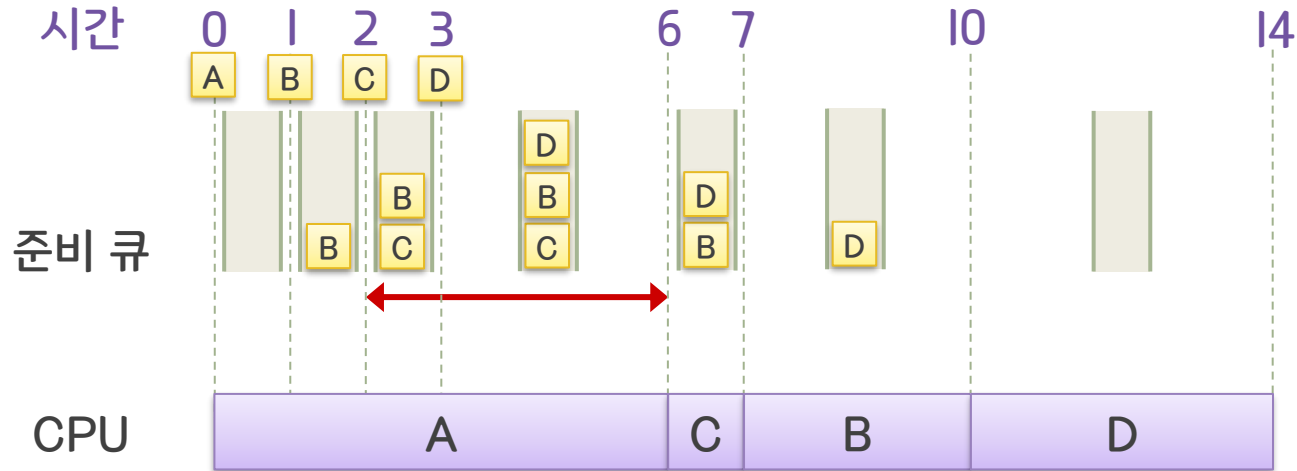 시간 0 1 2 3 6 7 10 14
A B C D
D
B D
B C B
B C C B D
준비 큐
CPU A C B D